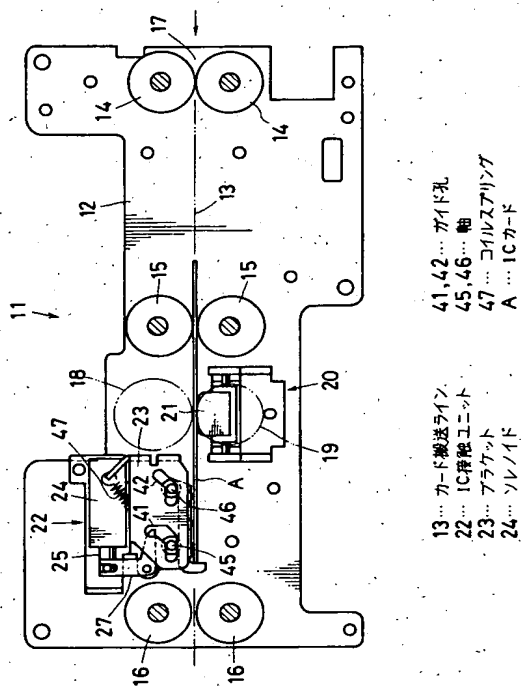 11
12
13
14
14
15
15
16
16
17
18
19
20
21
22
23
24
25
27
41
42
45
46
47
A
13… カード搬送ライン
22… IC接触ユニット
23… ブラケット
24… ソレノイド
41,42… ガイド孔
45,46… 軸
47… コイルスプリング
A … ICカード